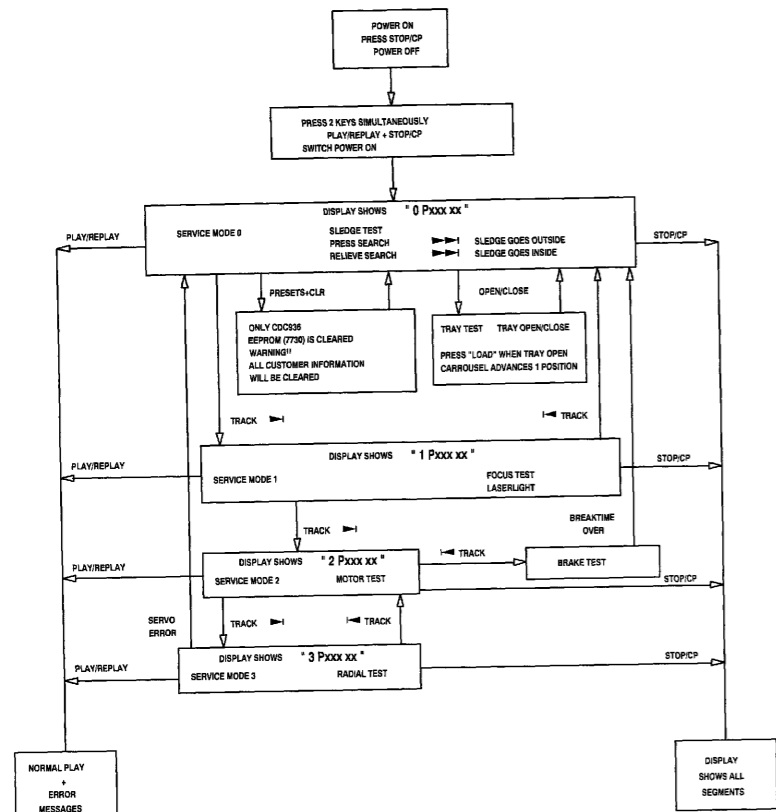 POWER ON
PRESS STOP/CP
POWER OFF
PRESS 2 KEYS SIMULTANEOUSLY
PLAY/REPLAY + STOP/CP
SWITCH POWER ON
DISPLAY SHOWS " 0 Pxxx xx "
PLAY/REPLAY
SERVICE MODE 0
SLEDGE TEST
PRESS SEARCH
SLEDGE GOES OUTSIDE
RELIEVE SEARCH
SLEDGE GOES INSIDE
STOP/CP
PRESETS+CLR
OPEN/CLOSE
ONLY CDC936
EEPROM (7730) IS CLEARED
WARNING!!
ALL CUSTOMER INFORMATION
WILL BE CLEARED
TRAY TEST TRAY OPEN/CLOSE
PRESS "LOAD" WHEN TRAY OPEN
CARROUSEL ADVANCES 1 POSITION
TRACK
TRACK
DISPLAY SHOWS " 1 Pxxx xx "
PLAY/REPLAY
SERVICE MODE 1
FOCUS TEST
LASERLIGHT
STOP/CP
TRACK
BREAKTIME
OVER
DISPLAY SHOWS " 2 Pxxx xx "
PLAY/REPLAY
SERVICE MODE 2 MOTOR TEST
TRACK
BRAKE TEST
STOP/CP
SERVO
ERROR
TRACK
TRACK
DISPLAY SHOWS " 3 Pxxx xx "
PLAY/REPLAY
SERVICE MODE 3 RADIAL TEST
STOP/CP
NORMAL PLAY
+
ERROR
MESSAGES
DISPLAY
SHOWS ALL
SEGMENTS